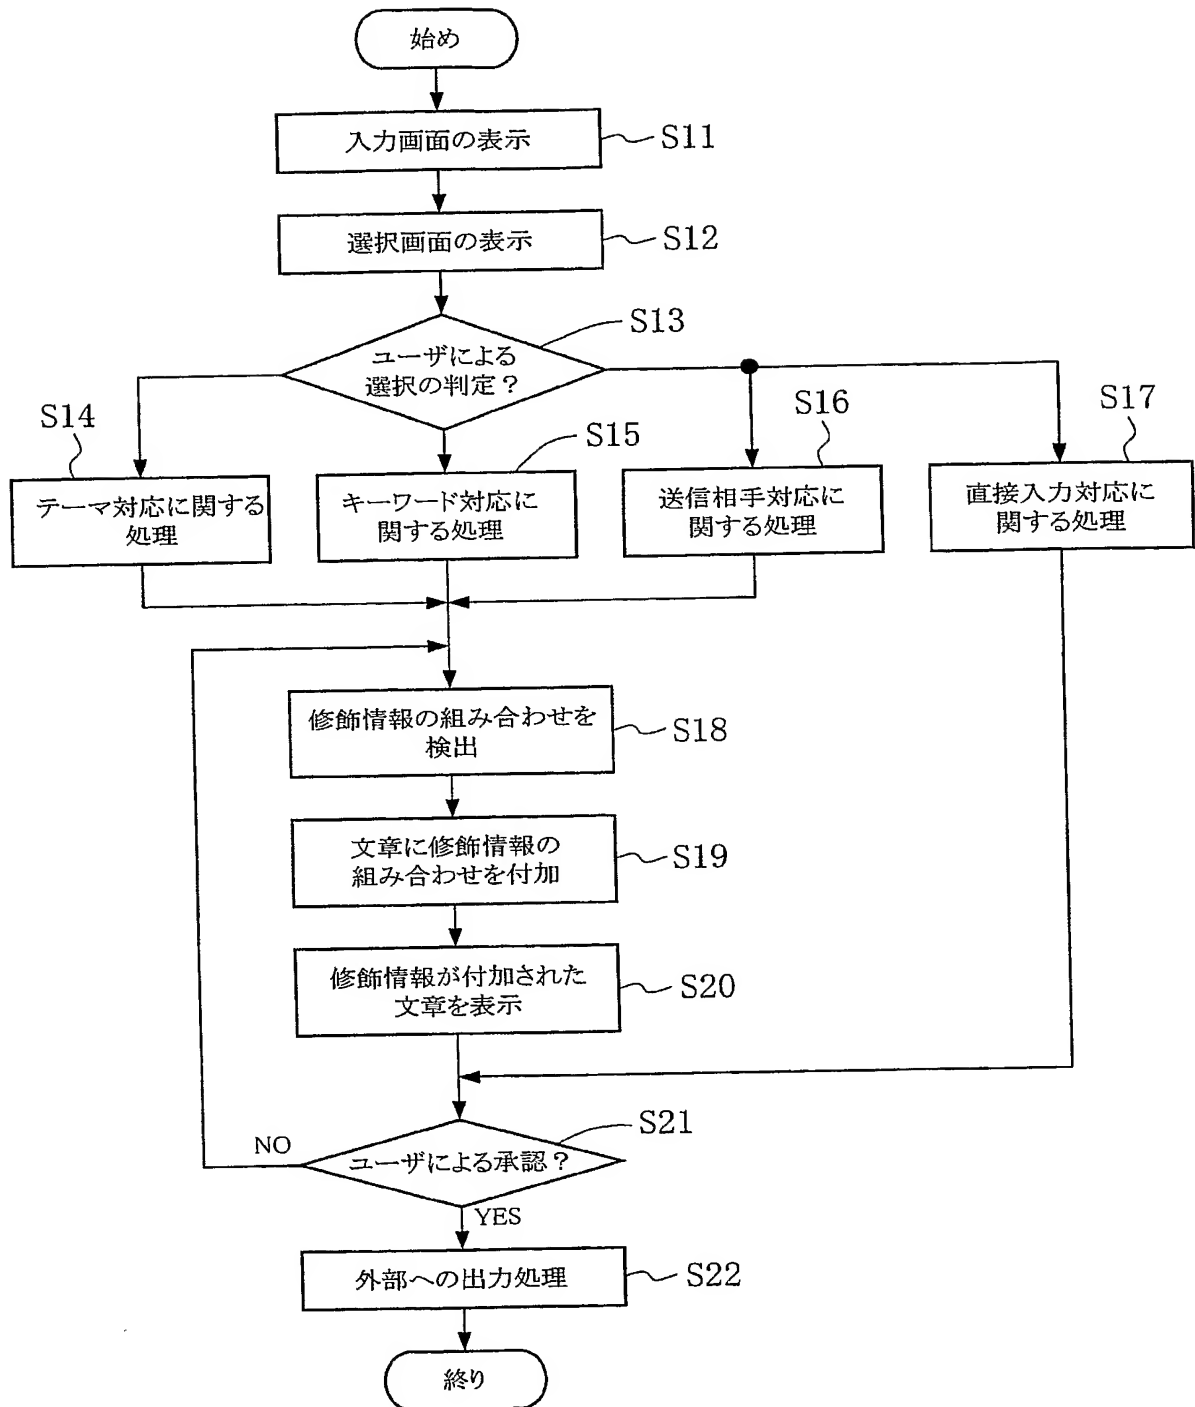 始め
入力画面の表示
S11
選択画面の表示
S12
S13
ユーザによる
選択の判定？
S14
テーマ対応に関する
処理
S15
キーワード対応に
関する処理
S16
送信相手対応に
関する処理
S17
直接入力対応に
関する処理
修飾情報の組み合わせを
検出
S18
文章に修飾情報の
組み合わせを付加
S19
修飾情報が付加された
文章を表示
S20
S21
NO
ユーザによる承認？
YES
外部への出力処理
S22
終り